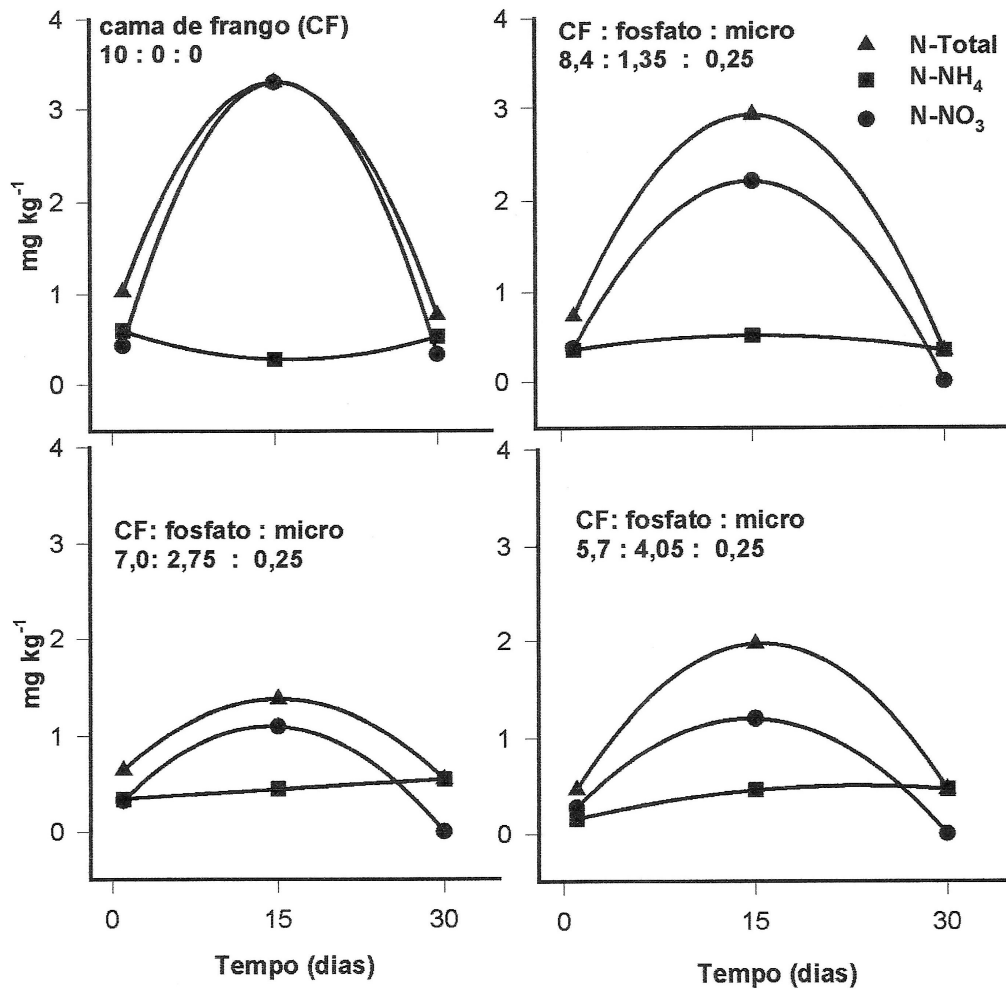 cama de frango (CF)
10 : 0 : 0
4
3
2
1
0
mg kg-1
CF : fosfato : micro
8,4 : 1,35 : 0,25
N-Total
N-NH4
N-NO3
4
3
2
1
0
CF: fosfato : micro
7,0: 2,75 : 0,25
4
3
2
1
0
mg kg-1
0 15 30
Tempo (dias)
CF: fosfato : micro
5,7 : 4,05 : 0,25
4
3
2
1
0
0 15 30
Tempo (dias)